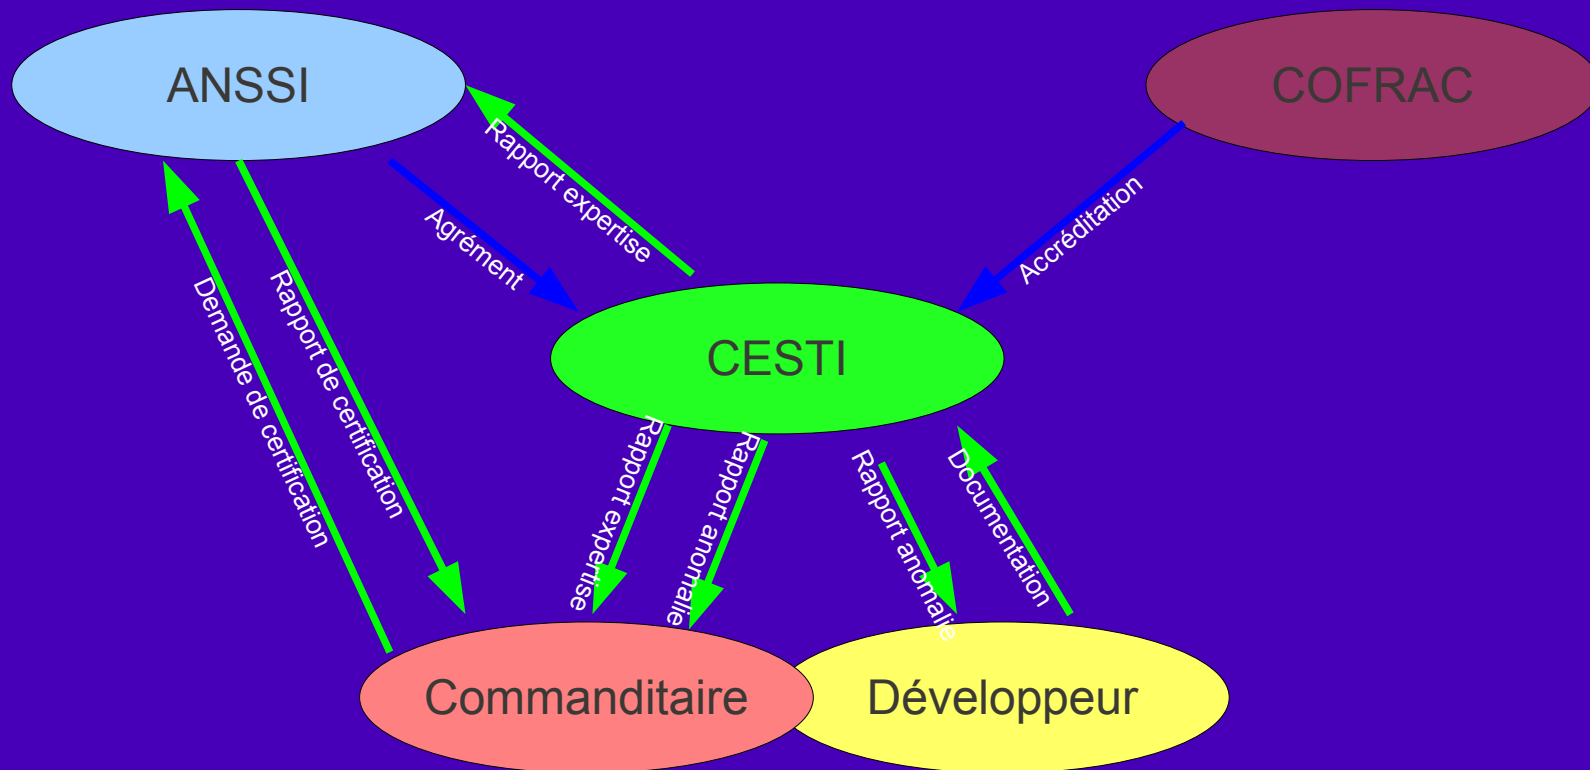 ANSSI
COFRAC
Rapport expertise
Agrément
Accréditation
Demande de certification
Rapport de certification
CESTI
Rapport expertise
Rapport anomalie
Rapport anomalie
Documentation
Commanditaire
Développeur